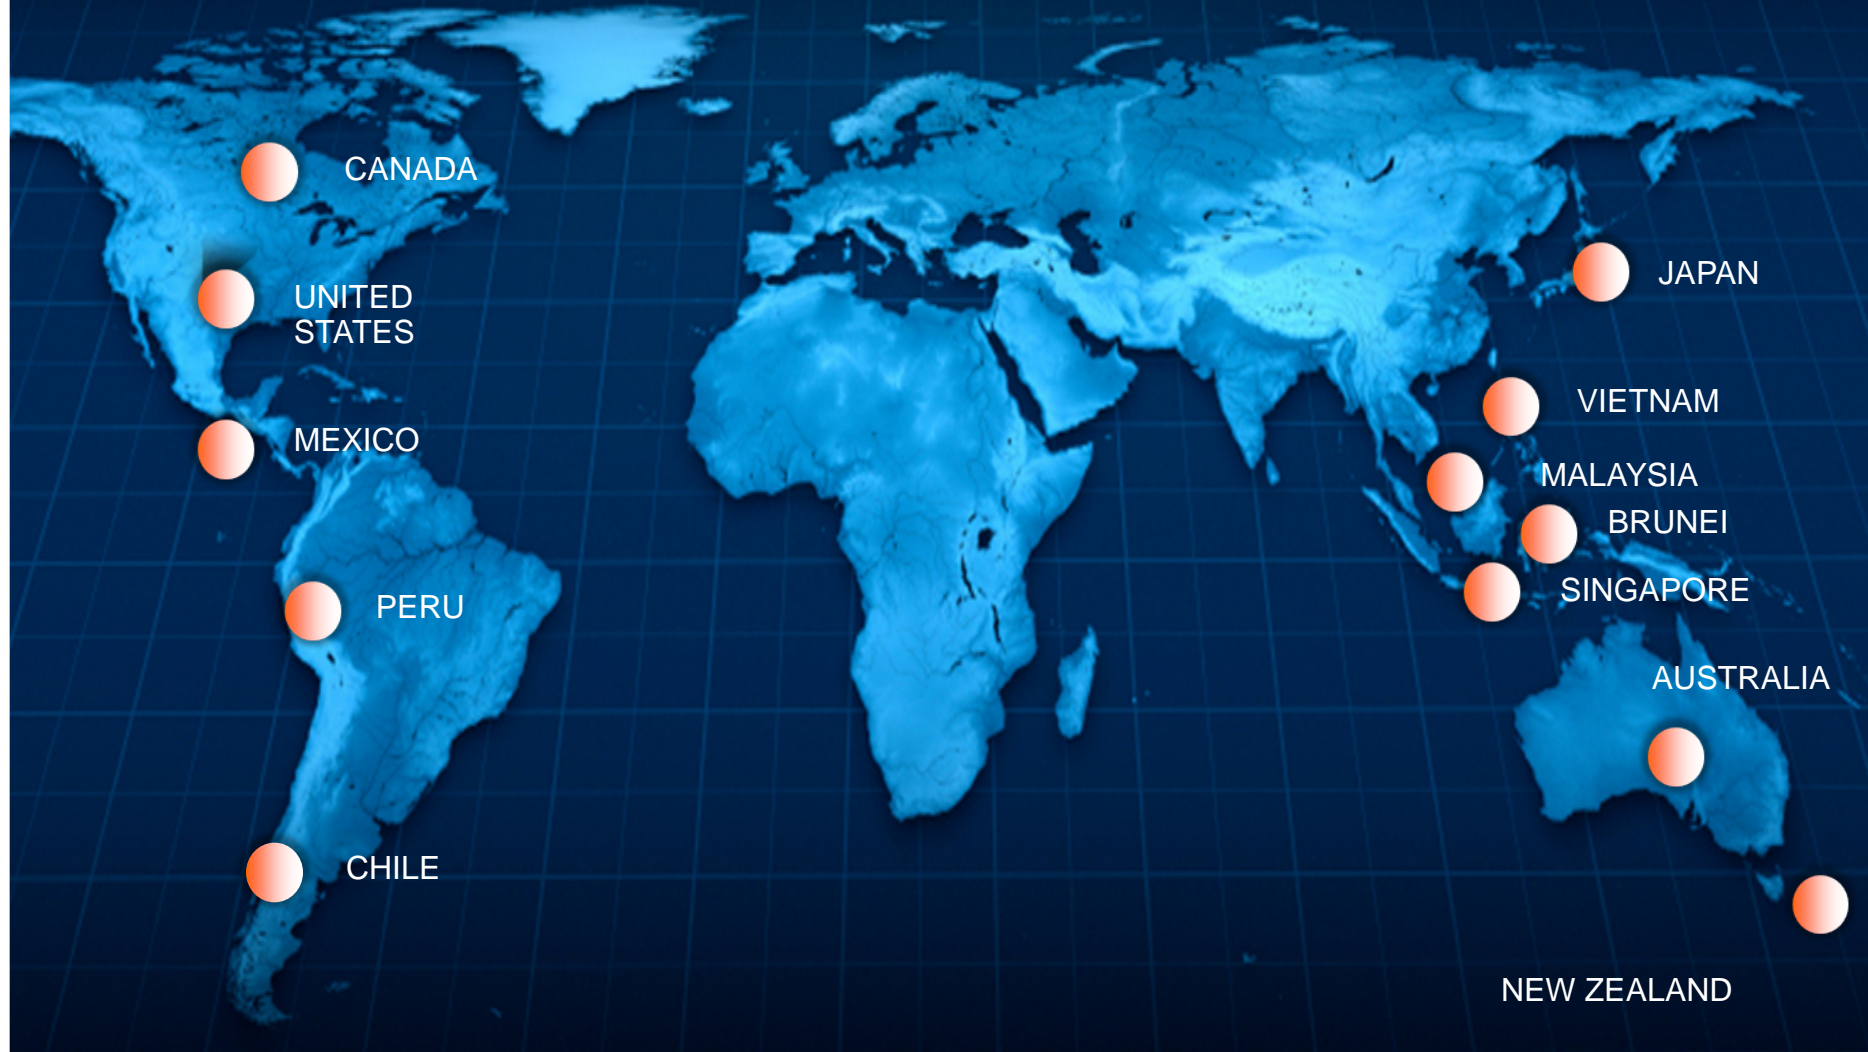 CANADA
UNITED
STATES
MEXICO
PERU
CHILE
JAPAN
VIETNAM
MALAYSIA
BRUNEI
SINGAPORE
AUSTRALIA
NEW ZEALAND